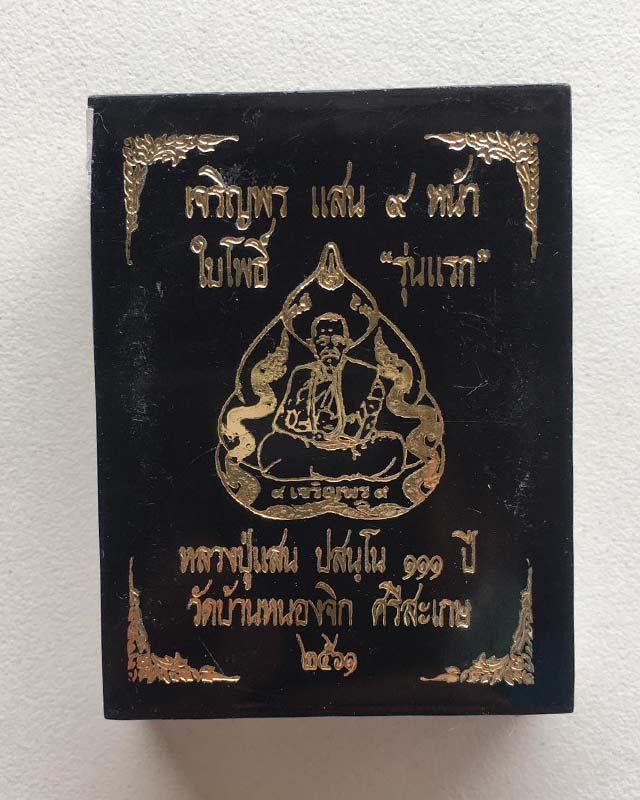 เจริญพร แสน ๙ หน้า
ใบโพธิ์ "รุ่นแรก"
๙ เจริญพร ๙
หลวงปู่แสน ปสนฺโน ๑๑๑ ปี
วัดบ้านหนองจิก ศรีสะเกษ
๒๕๖๑